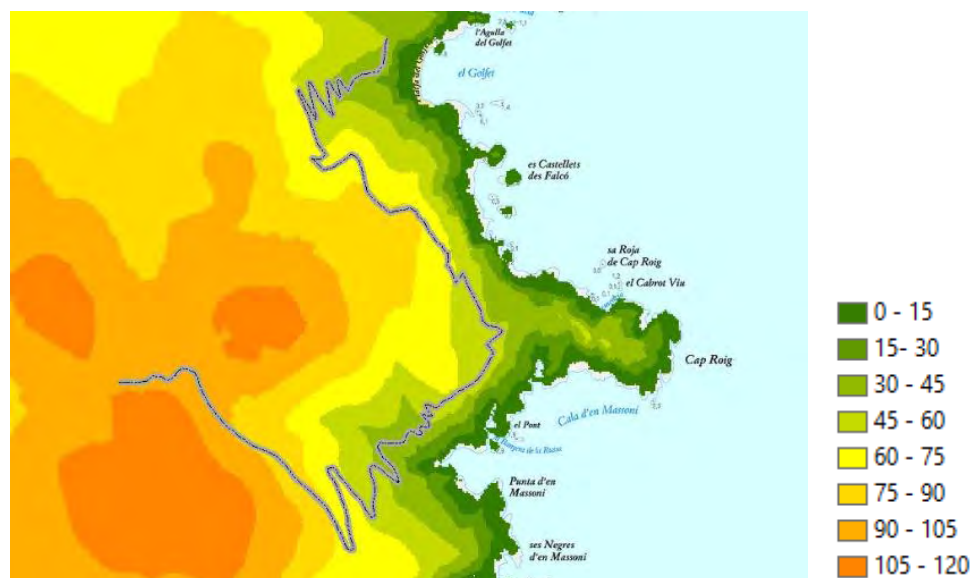 l'Agulla
del Golfet
el Golfet
es Castellets
des Falcó
sa Roja
de Cap Roig
el Cabrot Viu
Cap Roig
Cala d'en Massoni
el Pont
Punta d'en
Massoni
ses Negres
d'en Massoni
0 - 15
15- 30
30 - 45
45 - 60
60 - 75
75 - 90
90 - 105
105 - 120